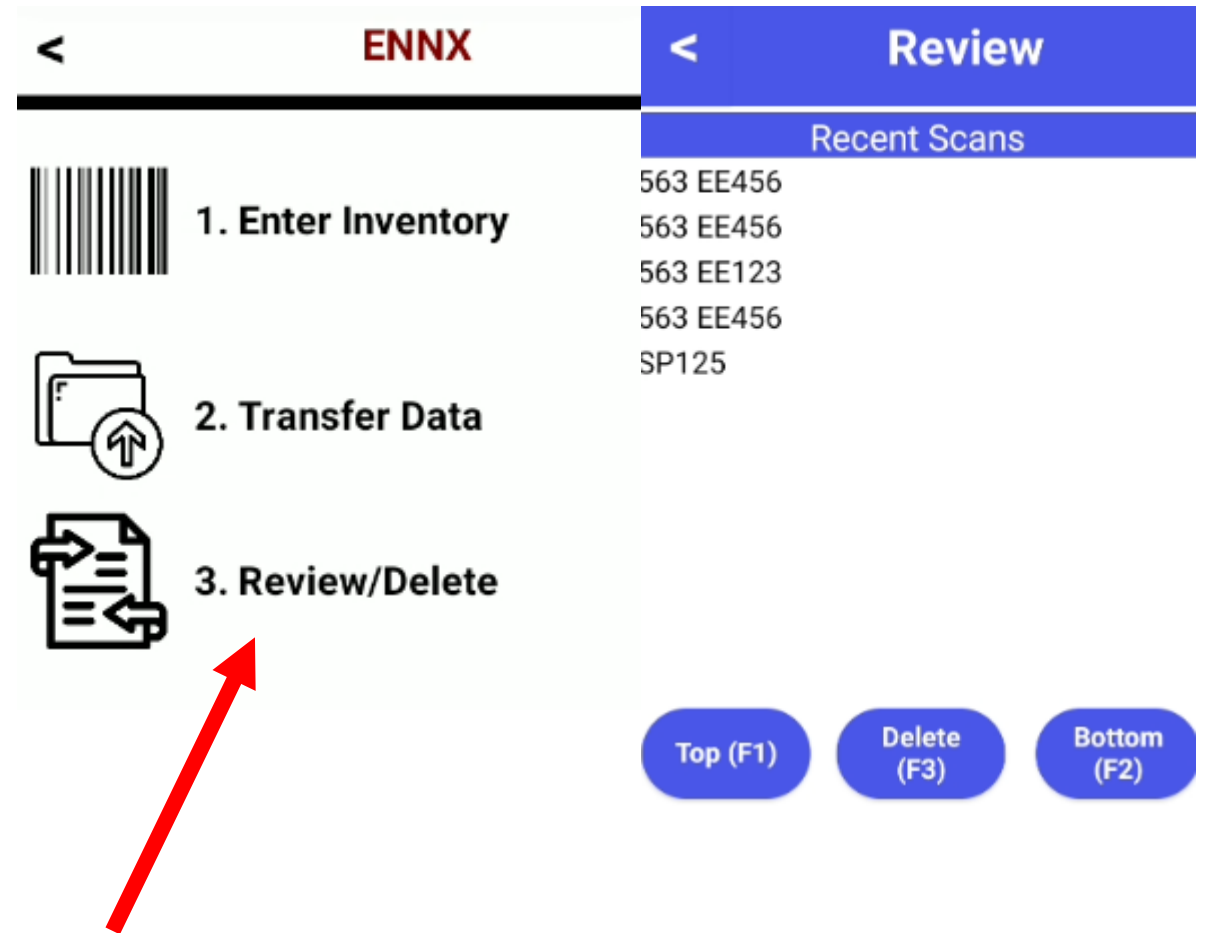 < ENNX
1. Enter Inventory
2. Transfer Data
3. Review/Delete
< Review
Recent Scans
563 EE456
563 EE456
563 EE123
563 EE456
SP125
Top (F1)
Delete
(F3)
Bottom
(F2)